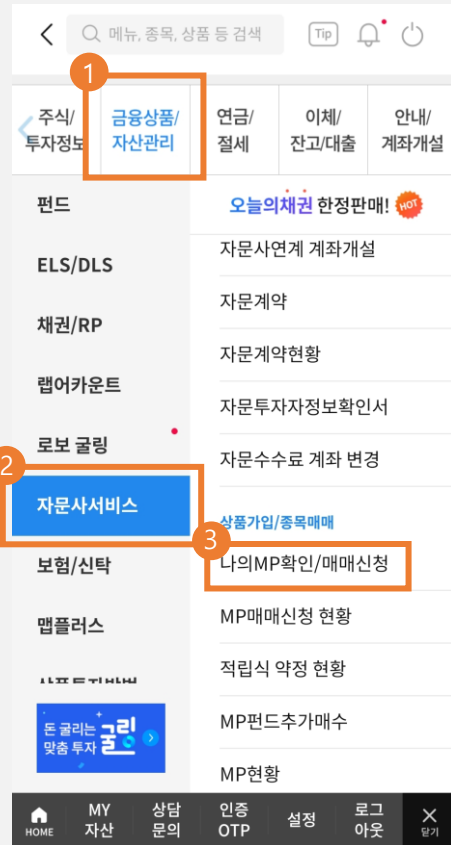 메뉴, 종목, 상품 등 검색
Tip
1
주식/
투자정보
금융상품/
자산관리
연금/
절세
이체/
잔고/대출
안내/
계좌개설
펀드
ELS/DLS
채권/RP
랩어카운트
로보 굴링
2
자문사서비스
보험/신탁
맵플러스
돈 굴리는
맞춤 투자
굴링
오늘의채권 한정판매! HOT
자문사연계 계좌개설
자문계약
자문계약현황
자문투자자정보확인서
자문수수료 계좌 변경
상품가입/종목매매
3
나의MP확인/매매신청
MP매매신청 현황
적립식 약정 현황
MP펀드추가매수
MP현황
HOME
MY
자산
상담
문의
인증
OTP
설정
로그
아웃
닫기